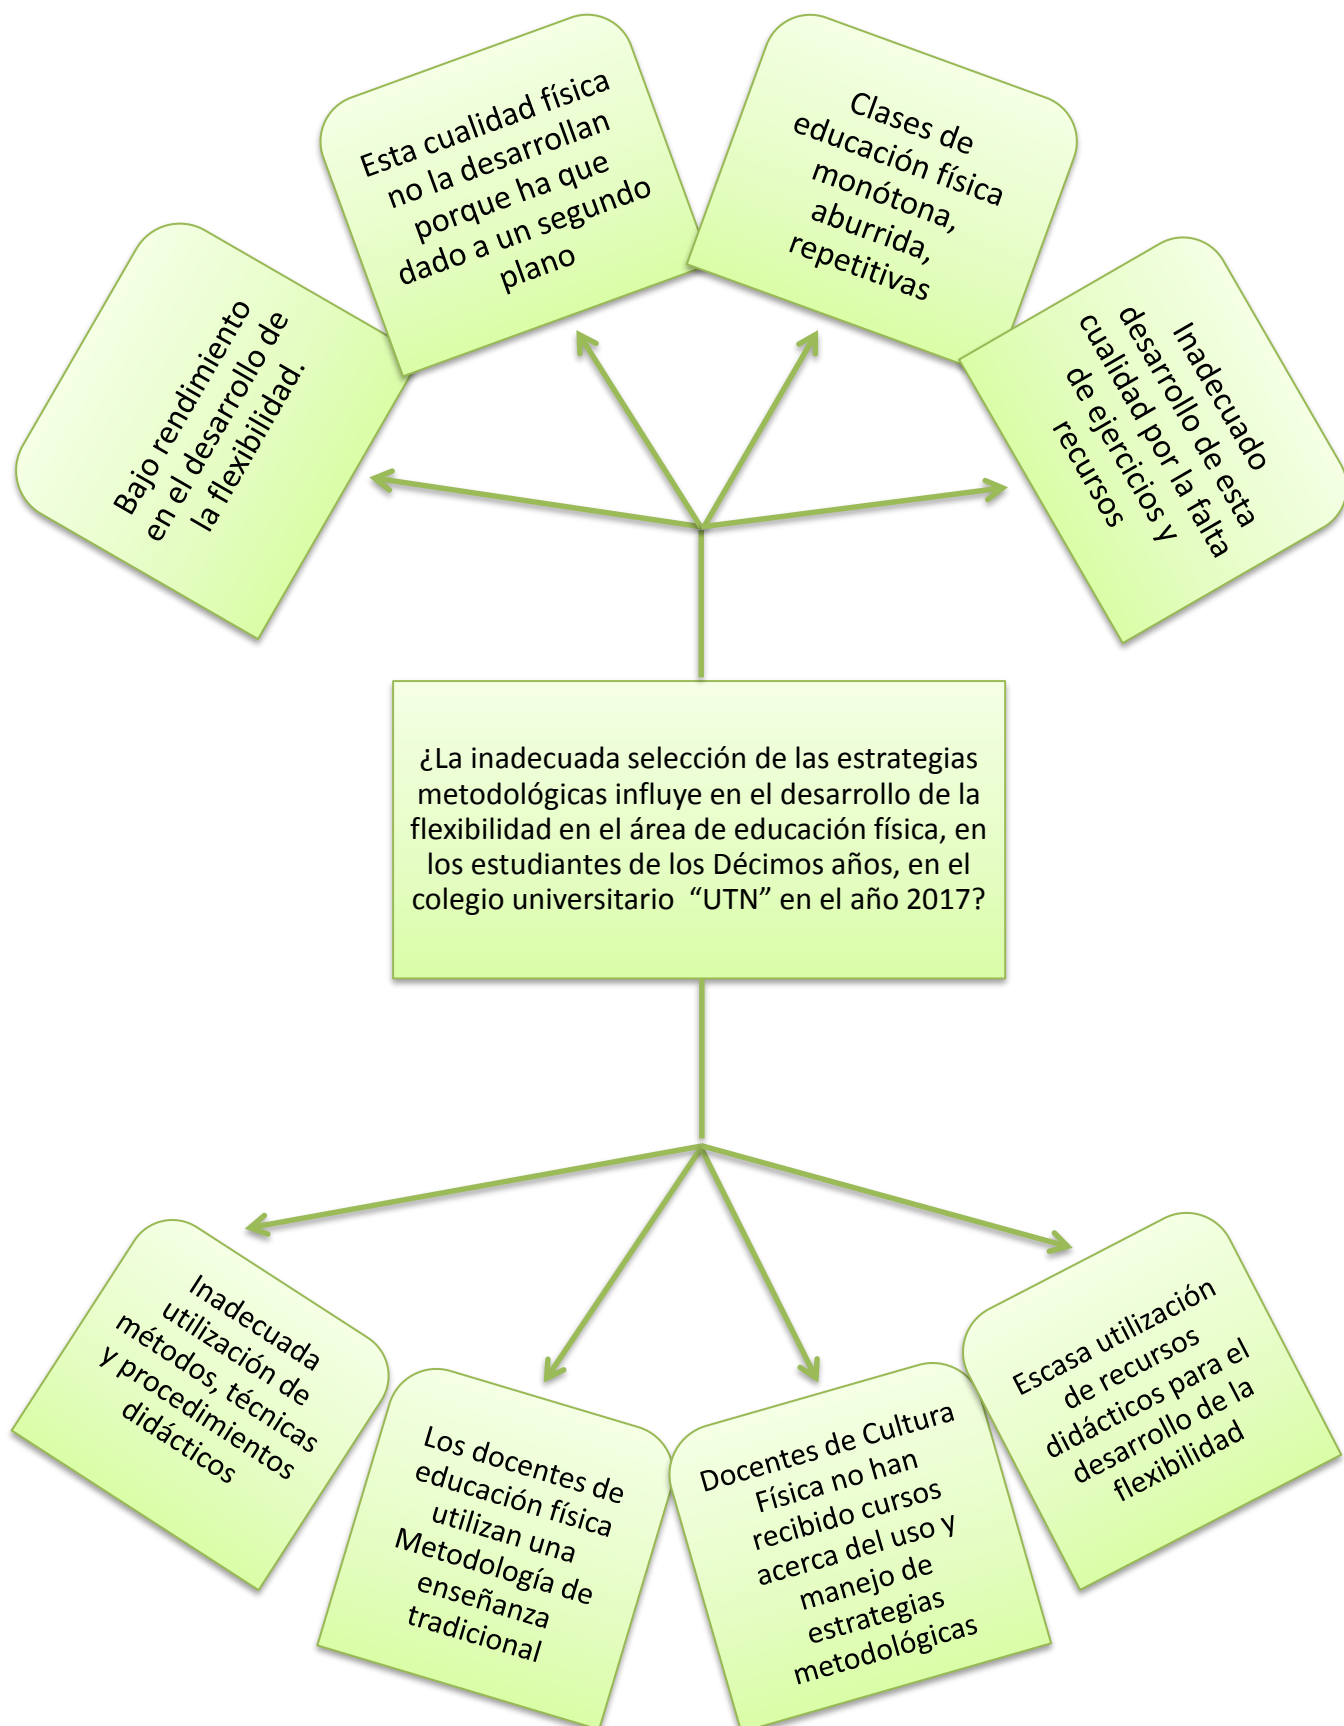 Esta cualidad física
no la desarrollan
porque ha que
dado a un segundo
plano
Clases de
educación física
monótona,
aburrida,
repetitivas
Bajo rendimiento
en el desarrollo de
la flexibilidad.
Inadecuado
desarrollo de esta
cualidad por la falta
de ejercicios y
recursos
¿La inadecuada selección de las estrategias
metodológicas influye en el desarrollo de la
flexibilidad en el área de educación física, en
los estudiantes de los Décimos años, en el
colegio universitario “UTN” en el año 2017?
Inadecuada
utilización de
métodos, técnicas
y procedimientos
didácticos
Los docentes de
educación física
utilizan una
Metodología de
enseñanza
tradicional
Docentes de Cultura
Física no han
recibido cursos
acerca del uso y
manejo de
estrategias
metodológicas
Escasa utilización
de recursos
didácticos para el
desarrollo de la
flexibilidad